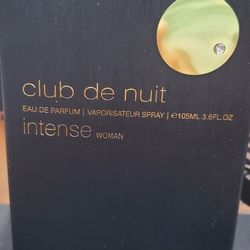 club de nuit
EAU DE PARFUM | VAPORISATEUR SPRAY | ℮105ML 3.6FL.OZ
intense WOMAN